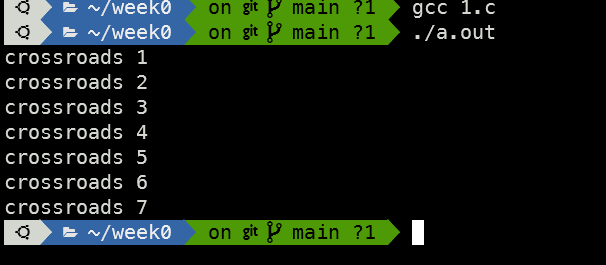 ~/week0 on git main ?1 gcc 1.c
~/week0 on git main ?1 ./a.out
crossroads 1
crossroads 2
crossroads 3
crossroads 4
crossroads 5
crossroads 6
crossroads 7
~/week0 on git main ?1